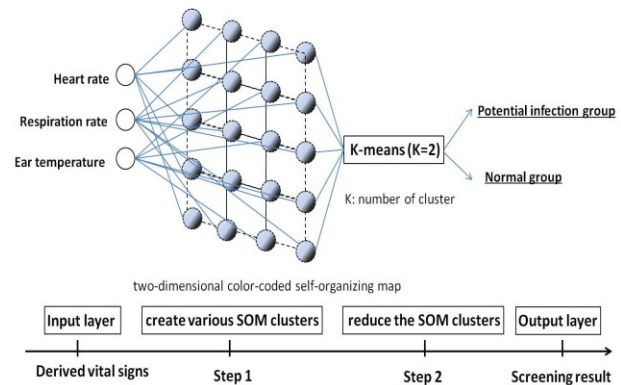 Heart rate
Respiration rate
Ear temperature
K-means (K=2)
K: number of cluster
Potential infection group
Normal group
two-dimensional color-coded self-organizing map
Input layer
create various SOM clusters
reduce the SOM clusters
Output layer
Derived vital signs
Step 1
Step 2
Screening result